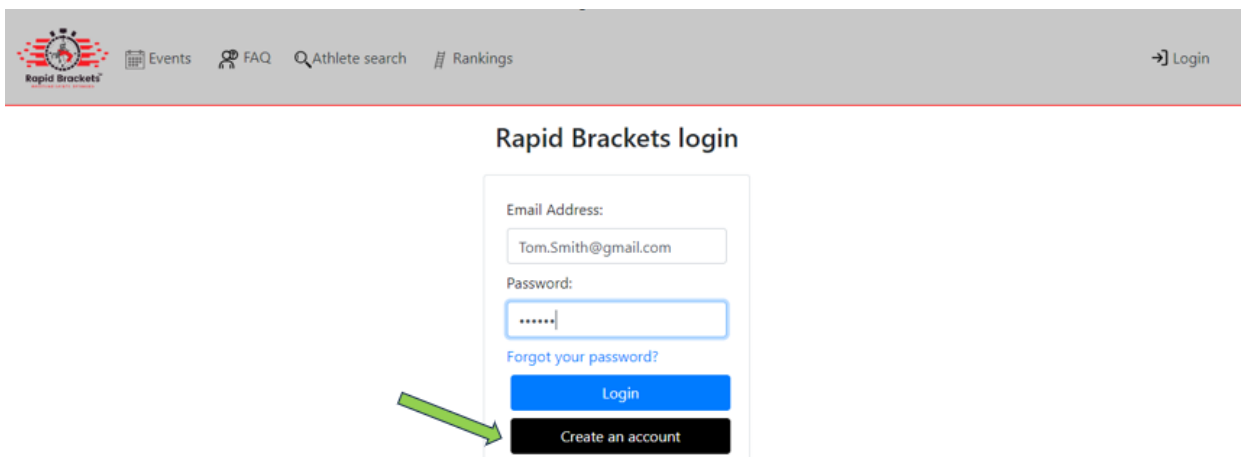 Events
FAQ
Athlete search
Rankings
Login
Rapid Brackets
Rapid Brackets login
Email Address:
Tom.Smith@gmail.com
Password:
••••••
Forgot your password?
Login
Create an account